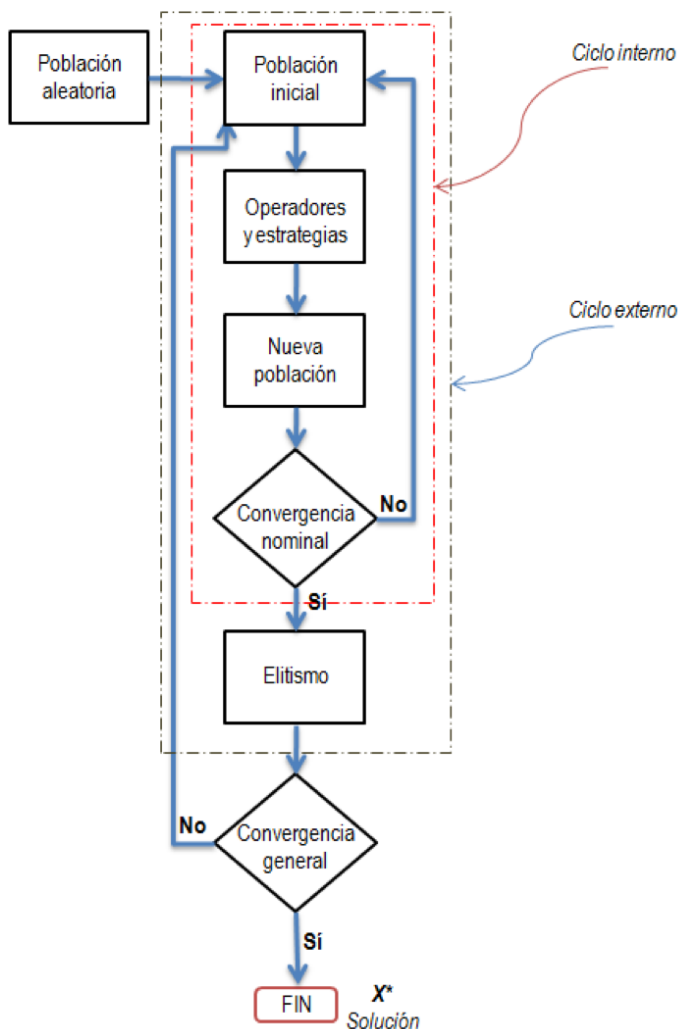 Población
aleatoria
Población
inicial
Ciclo interno
Operadores
y estrategias
Ciclo externo
Nueva
población
Convergencia
nominal
No
Sí
Elitismo
No
Convergencia
general
Sí
FIN
X*
Solución